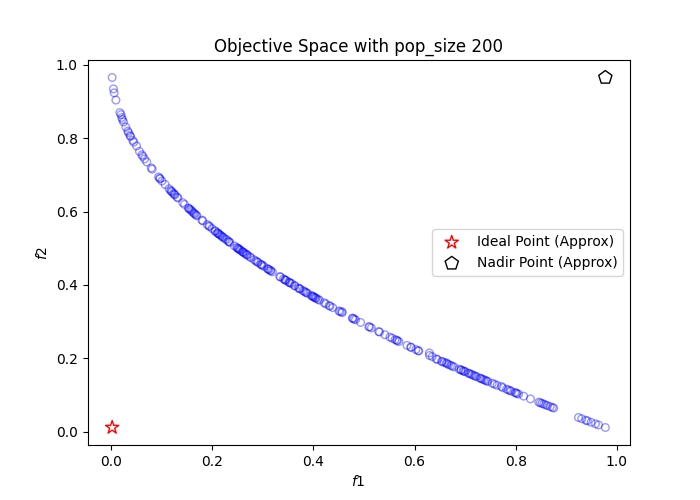 Objective Space with pop_size 200
1.0
0.8
0.6
0.4
0.2
0.0
f2
Ideal Point (Approx)
Nadir Point (Approx)
0.0 0.2 0.4 0.6 0.8 1.0
f1